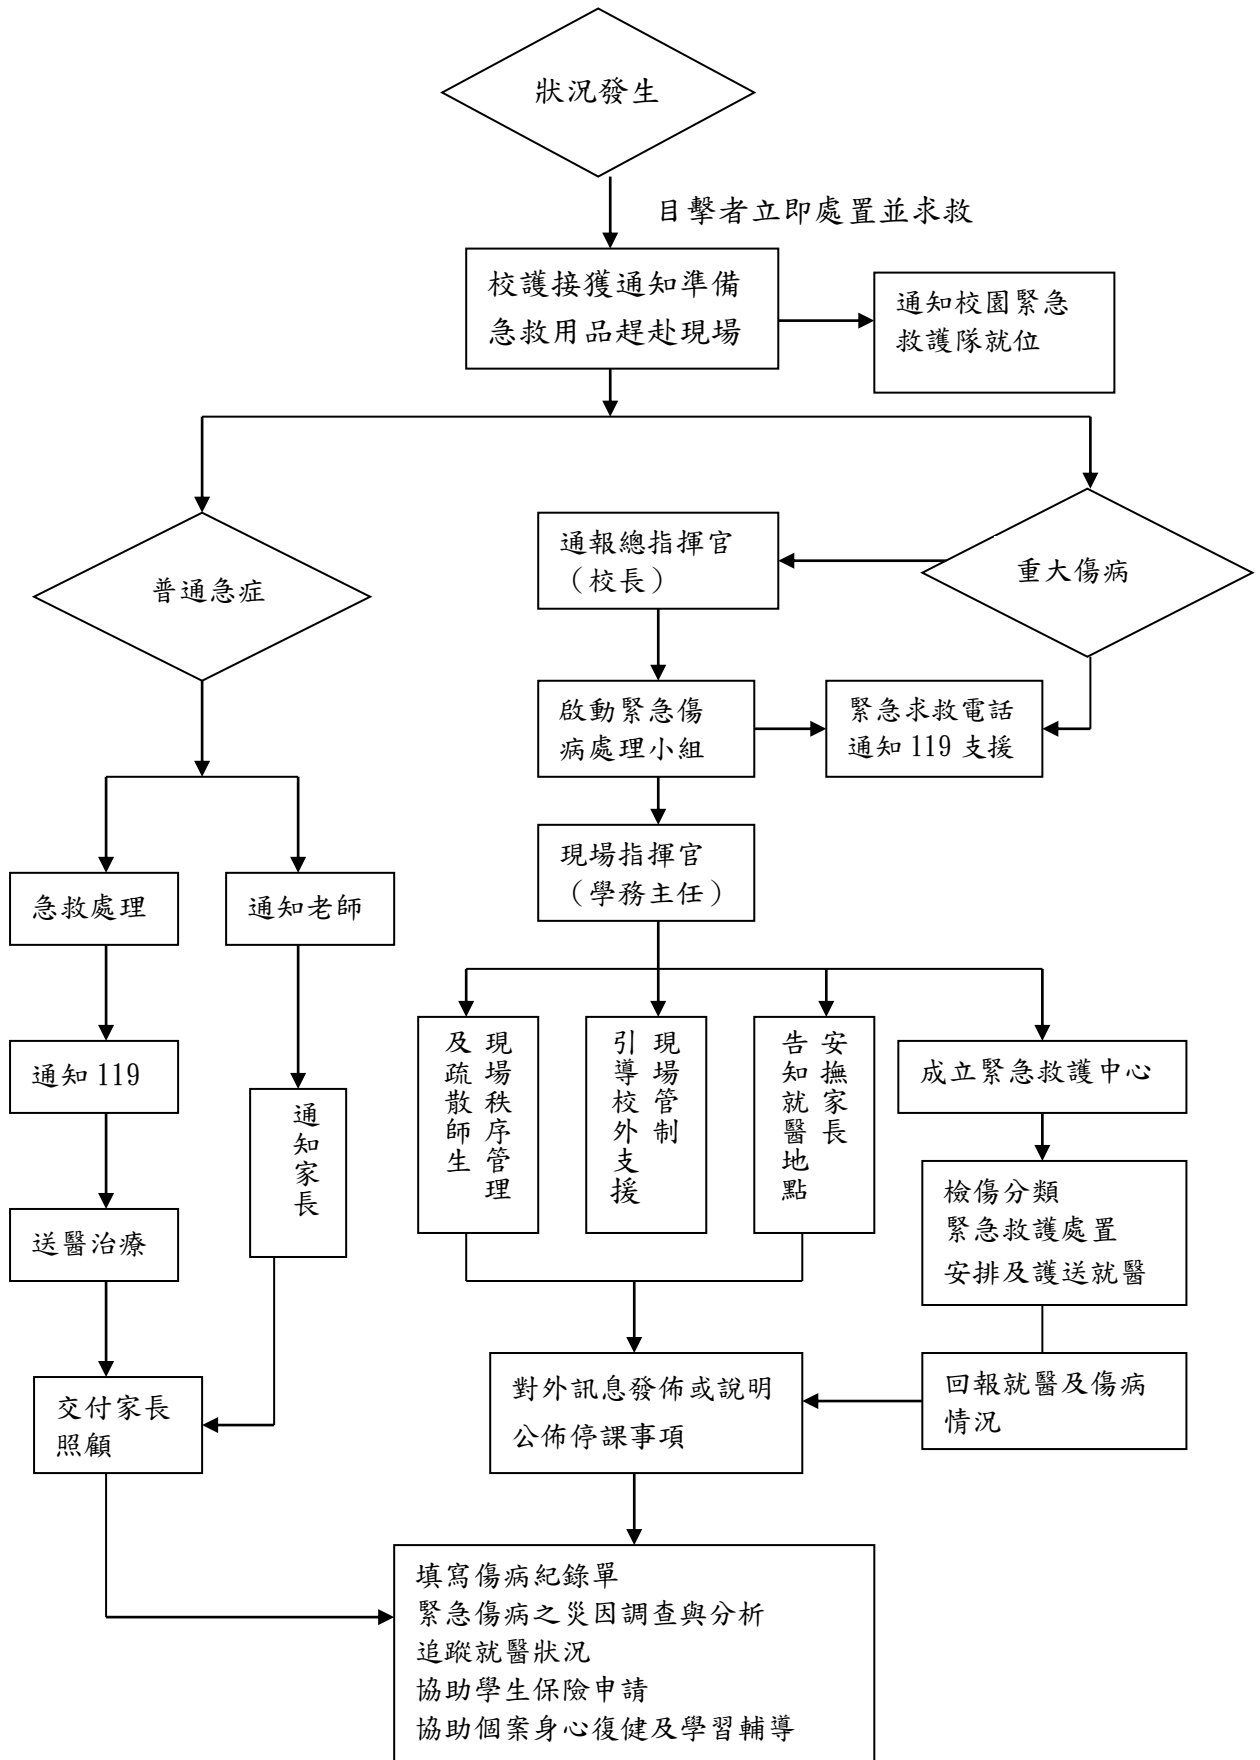 狀況發生
目擊者立即處置並求救
校護接獲通知準備
急救用品趕赴現場
通知校園緊急
救護隊就位
普通急症
通報總指揮官
（校長）
重大傷病
啟動緊急傷
病處理小組
緊急求救電話
通知119支援
現場指揮官
（學務主任）
急救處理
通知老師
通知119
通知家長
送醫治療
交付家長
照顧
現場秩序管理
及疏散師生
現場管制
引導校外支援
安撫家長
告知就醫地點
成立緊急救護中心
檢傷分類
緊急救護處置
安排及護送就醫
對外訊息發佈或說明
公佈停課事項
回報就醫及傷病
情況
填寫傷病紀錄單
緊急傷病之災因調查與分析
追蹤就醫狀況
協助學生保險申請
協助個案身心復健及學習輔導